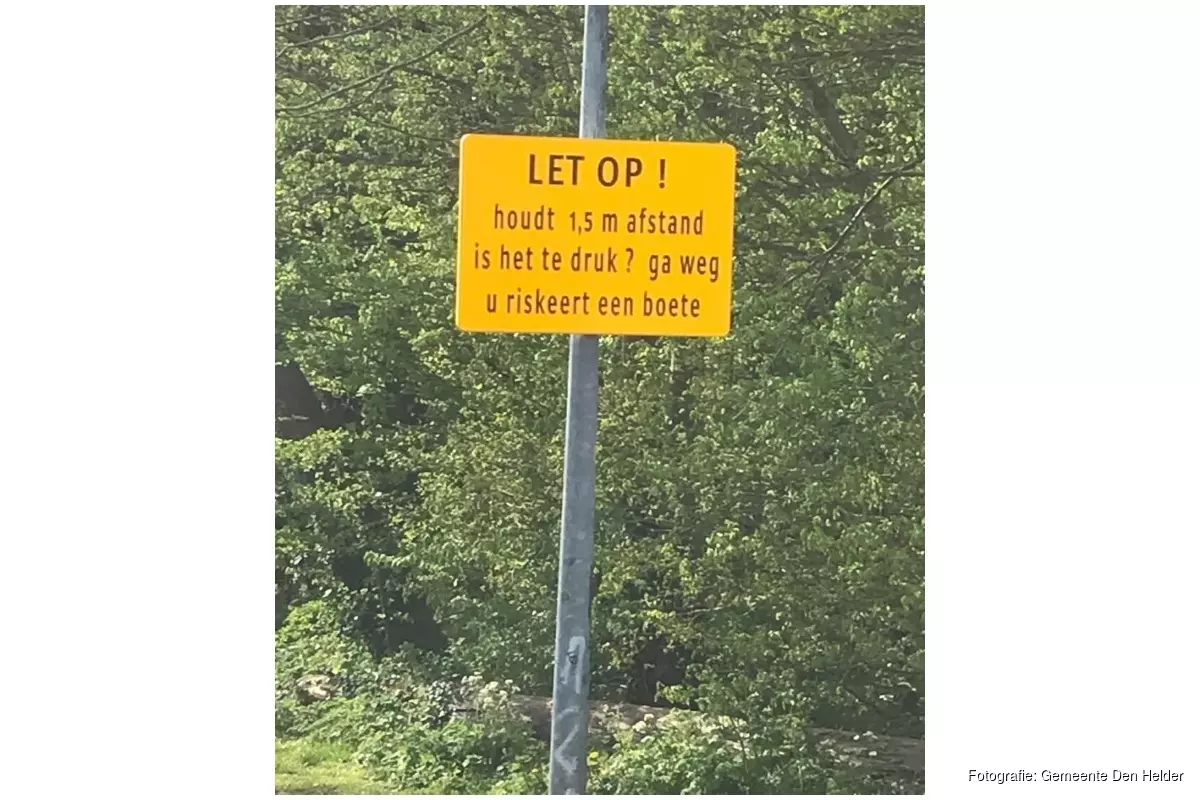 LET OP !
houdt 1,5 m afstand
is het te druk? ga weg
u riskeert een boete
Fotografie: Gemeente Den Helder